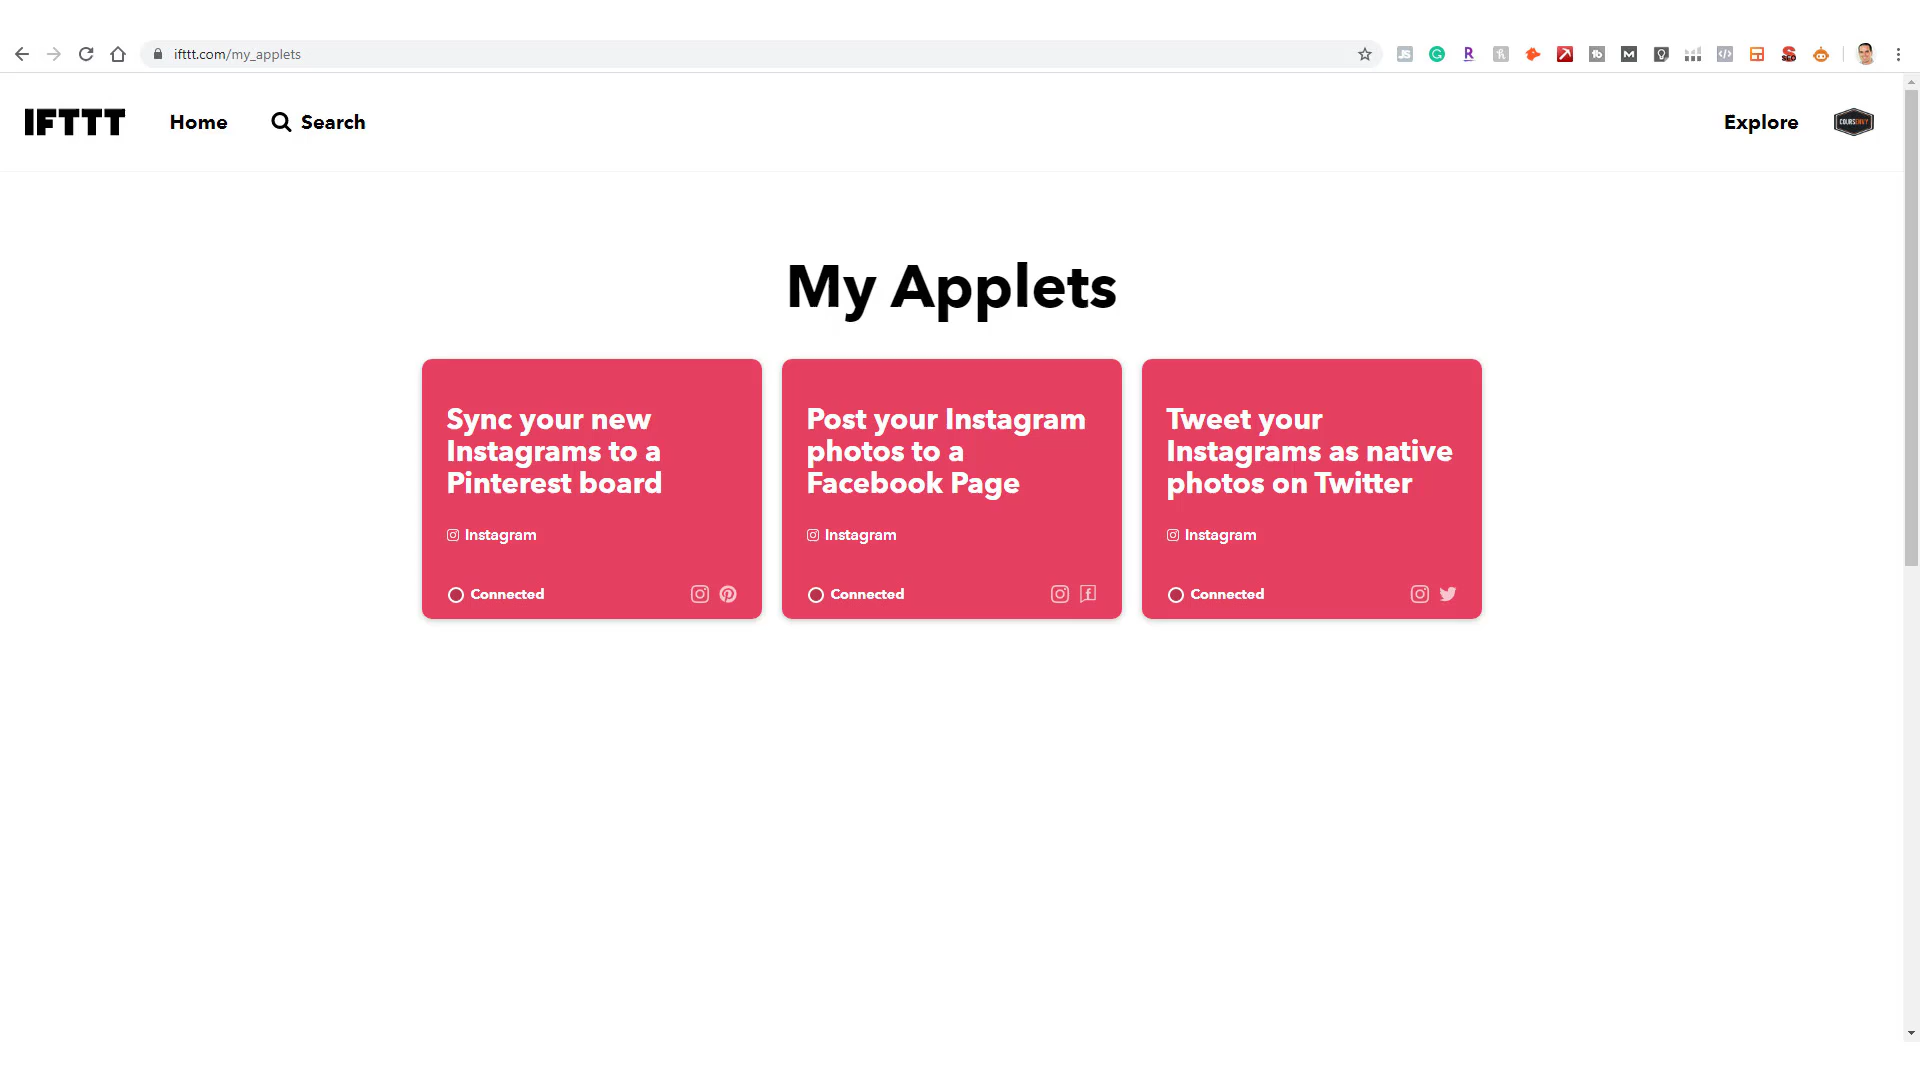 ifttt.com/my_applets
IFTTT
Home
Search
Explore
COURSENVY
My Applets
Sync your new
Instagrams to a
Pinterest board
Instagram
Connected
Post your Instagram
photos to a
Facebook Page
Instagram
Connected
Tweet your
Instagrams as native
photos on Twitter
Instagram
Connected